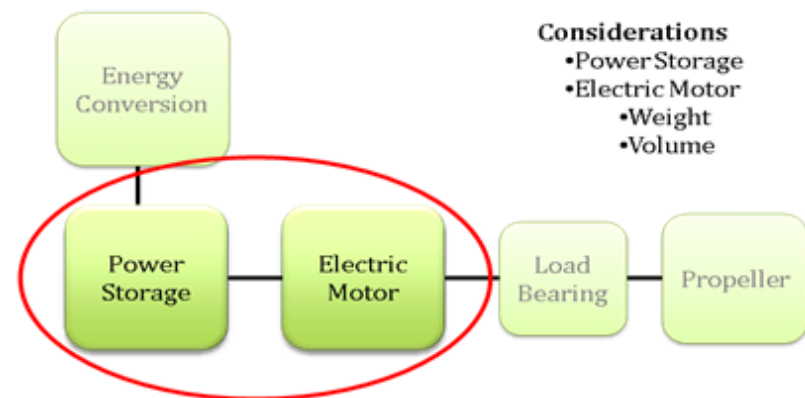 Considerations
•Power Storage
•Electric Motor
•Weight
•Volume
Energy
Conversion
Power
Storage
Electric
Motor
Load
Bearing
Propeller